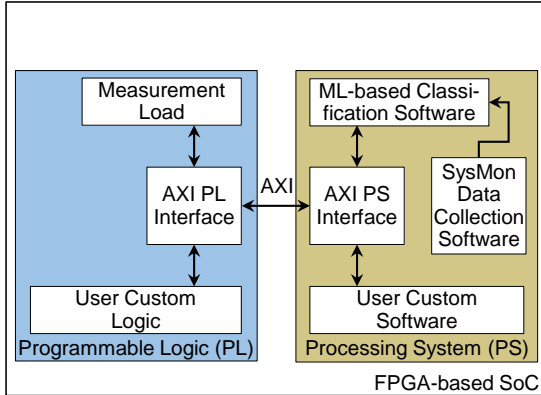 Measurement
Load
AXI PL
Interface
User Custom
Logic
Programmable Logic (PL)
AXI
ML-based Classi-
fication Software
AXI PS
Interface
SysMon
Data
Collection
Software
User Custom
Software
Processing System (PS)
FPGA-based SoC